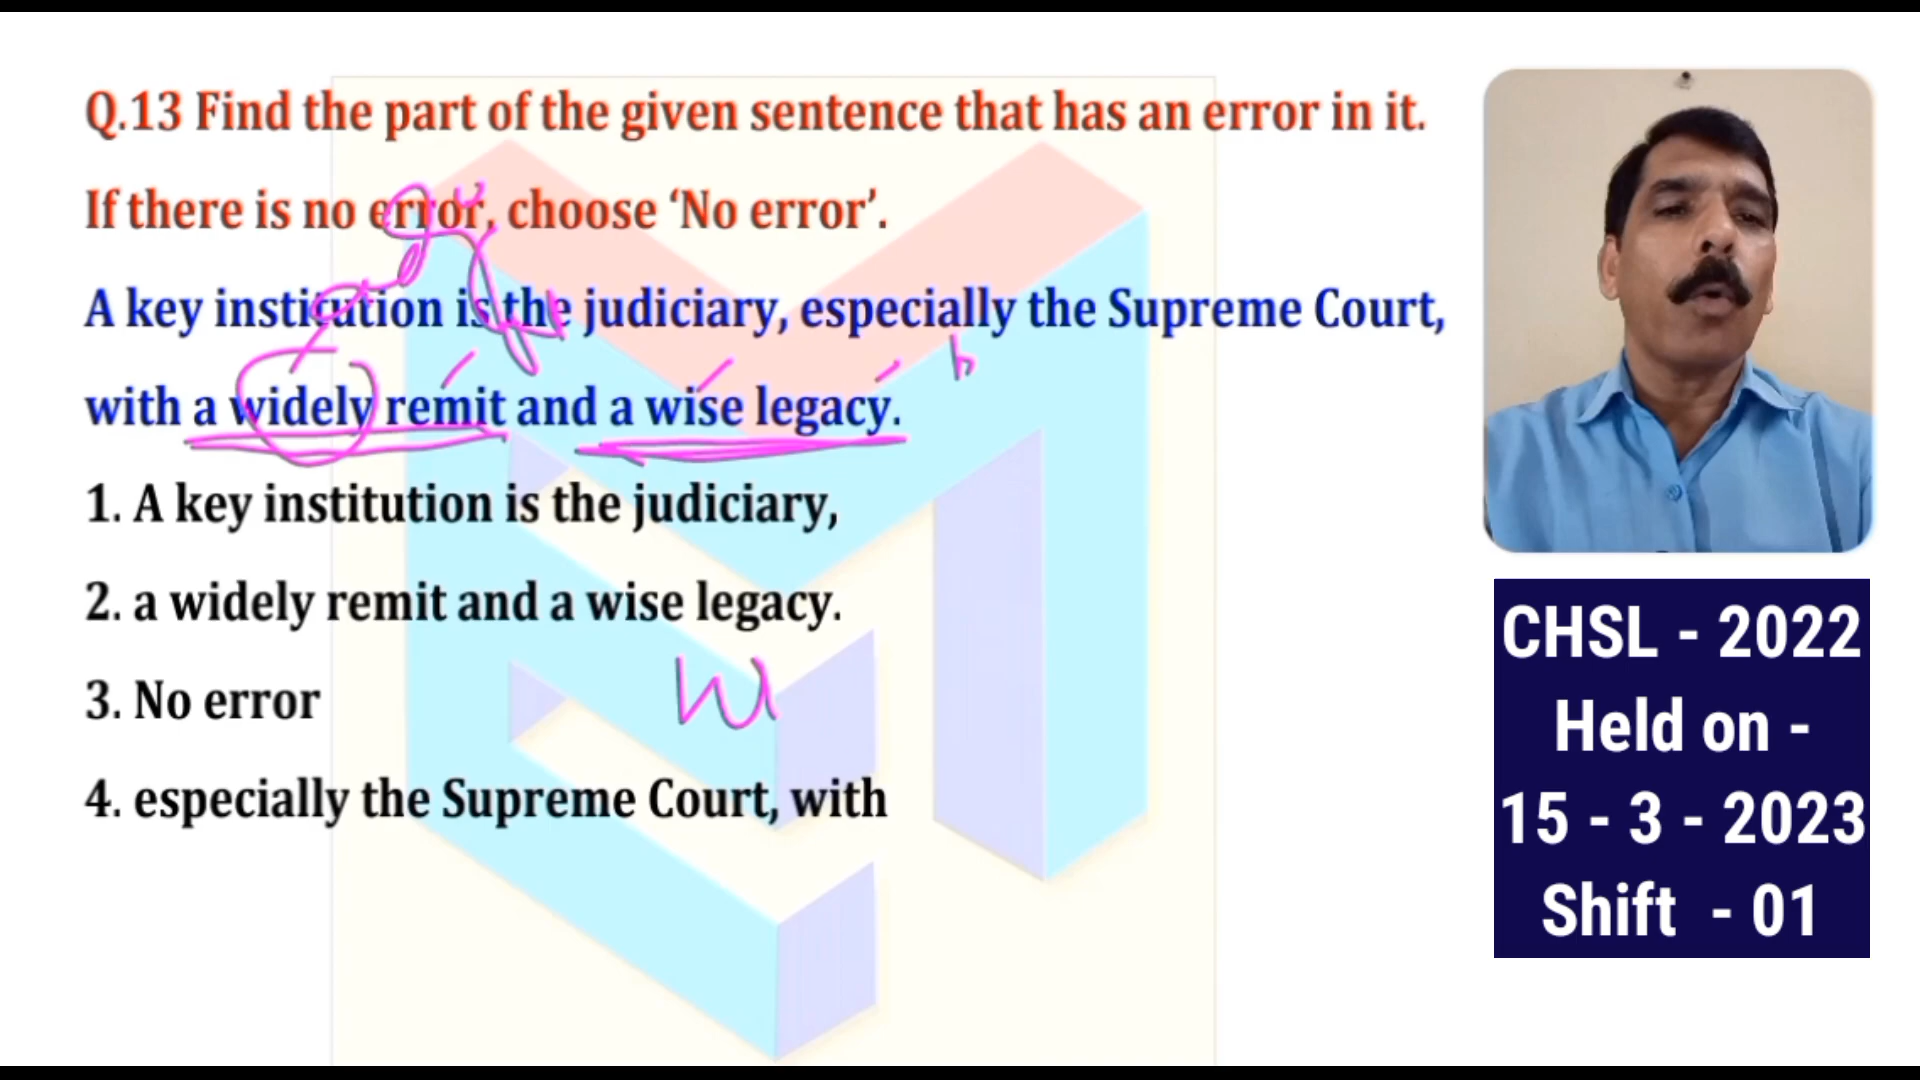 Q.13 Find the part of the given sentence that has an error in it.
If there is no error, choose ‘No error’.
A key institution is the judiciary, especially the Supreme Court,
with a widely remit and a wise legacy.
1. A key institution is the judiciary,
2. a widely remit and a wise legacy.
3. No error
4. especially the Supreme Court, with
CHSL - 2022
Held on -
15 - 3 - 2023
Shift - 01